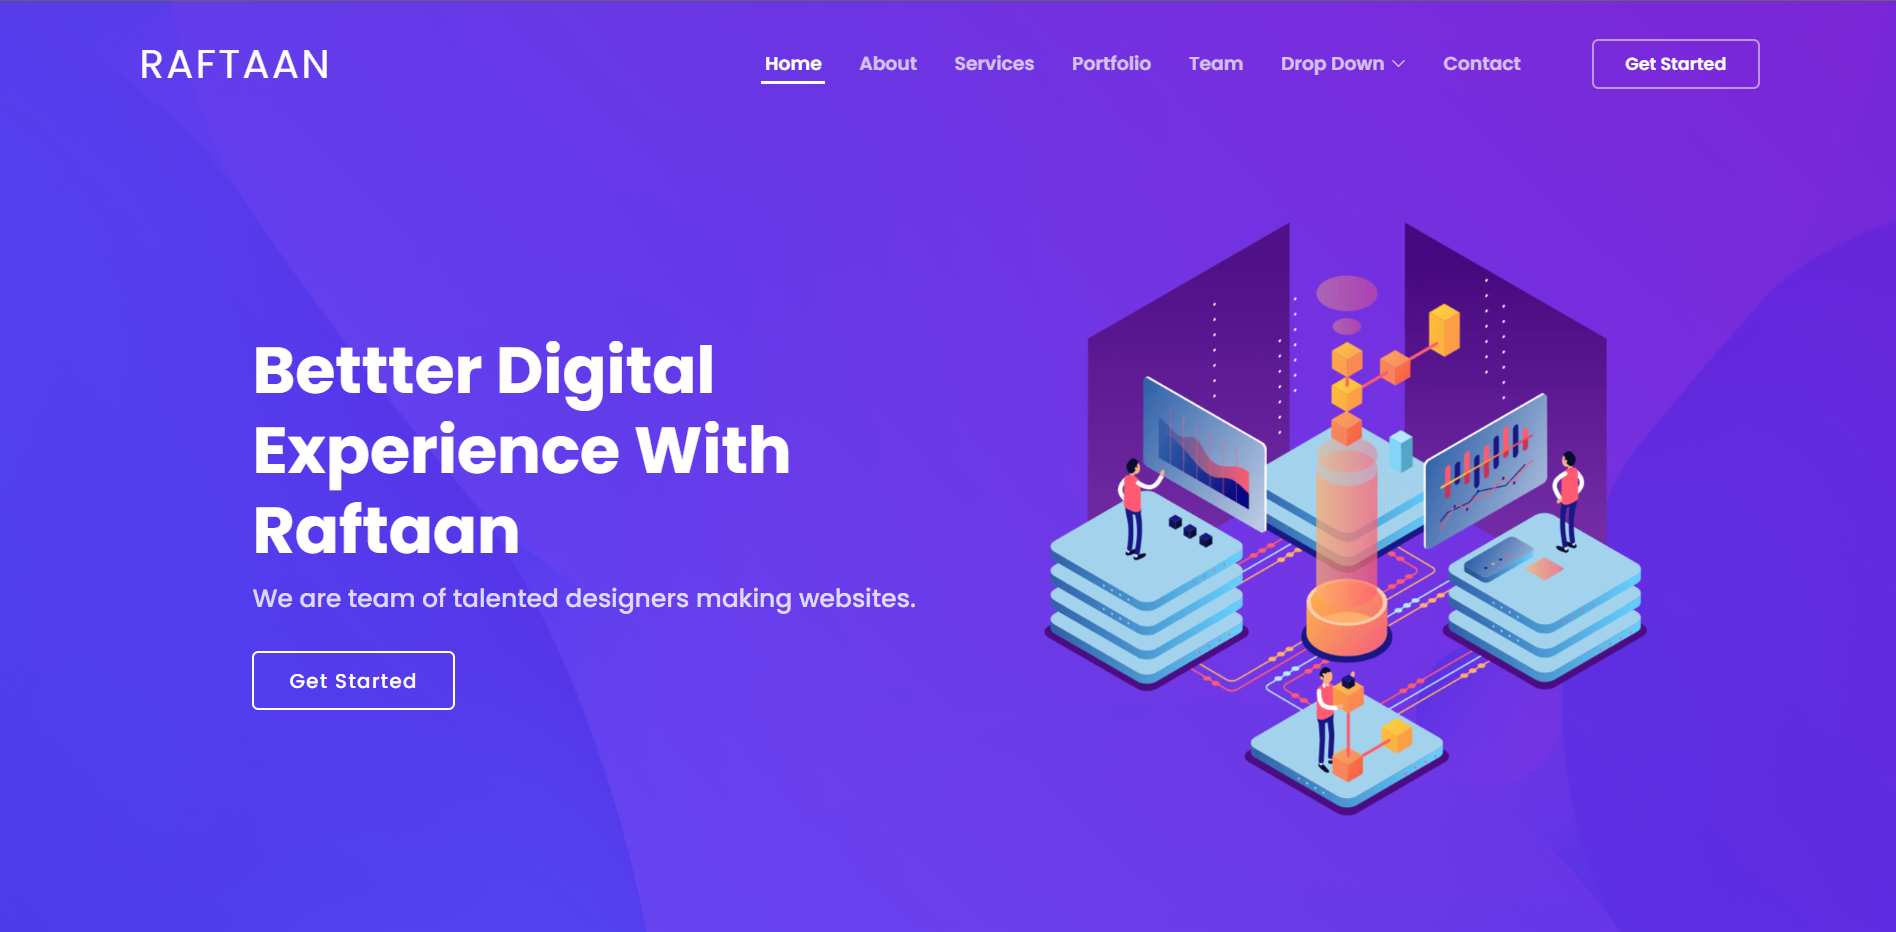 RAFTAAN
Home About Services Portfolio Team Drop Down Contact Get Started
Bettter Digital
Experience With
Raftaan
We are team of talented designers making websites.
Get Started